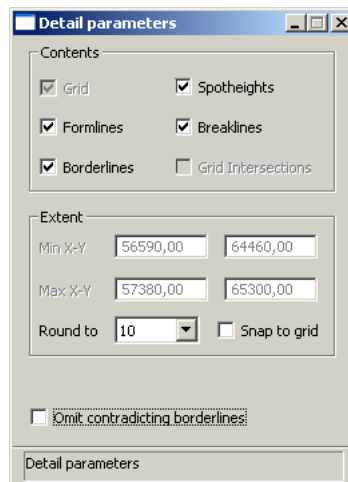 Detail parameters
Contents
Grid Spotheights
Formlines Breaklines
Borderlines Grid Intersections
Extent
Min X-Y 56590,00 64460,00
Max X-Y 57380,00 65300,00
Round to 10 Snap to grid
Omit contradicting borderlines
Detail parameters